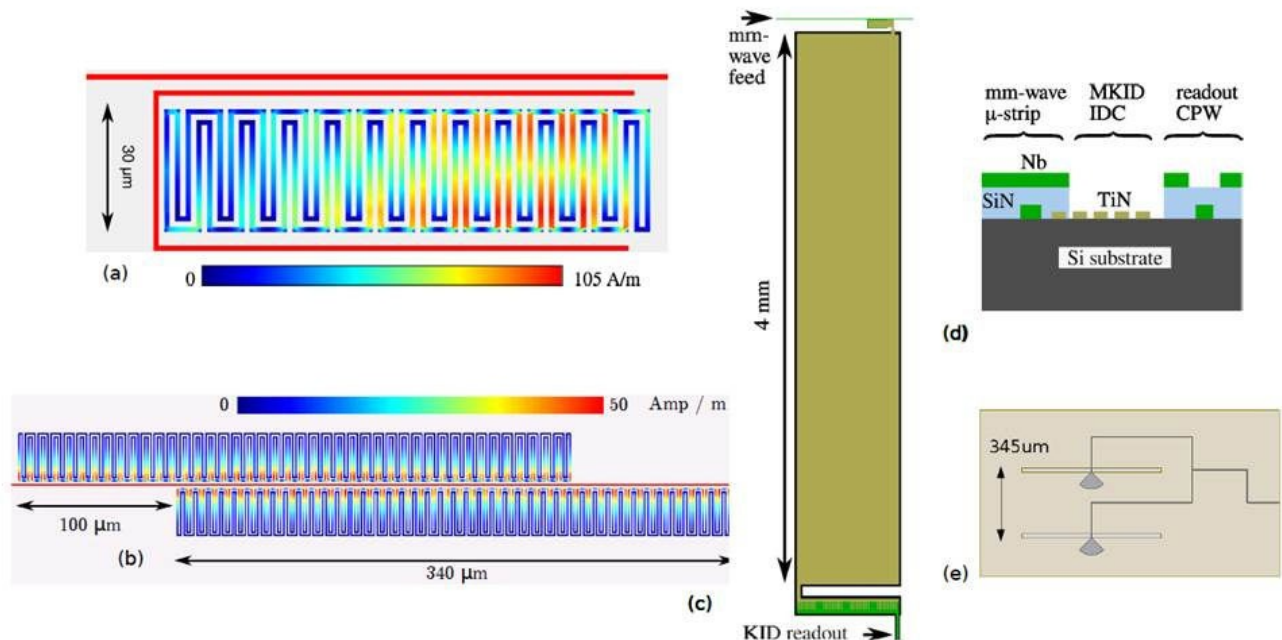 30 µm
(a)
0
105 A/m
0
50 Amp / m
100 µm
(b)
340 µm
mm-
wave
feed
4 mm
(c)
KID readout
mm-wave
µ-strip
MKID
IDC
readout
CPW
Nb
SiN
TiN
Si substrate
(d)
345um
(e)